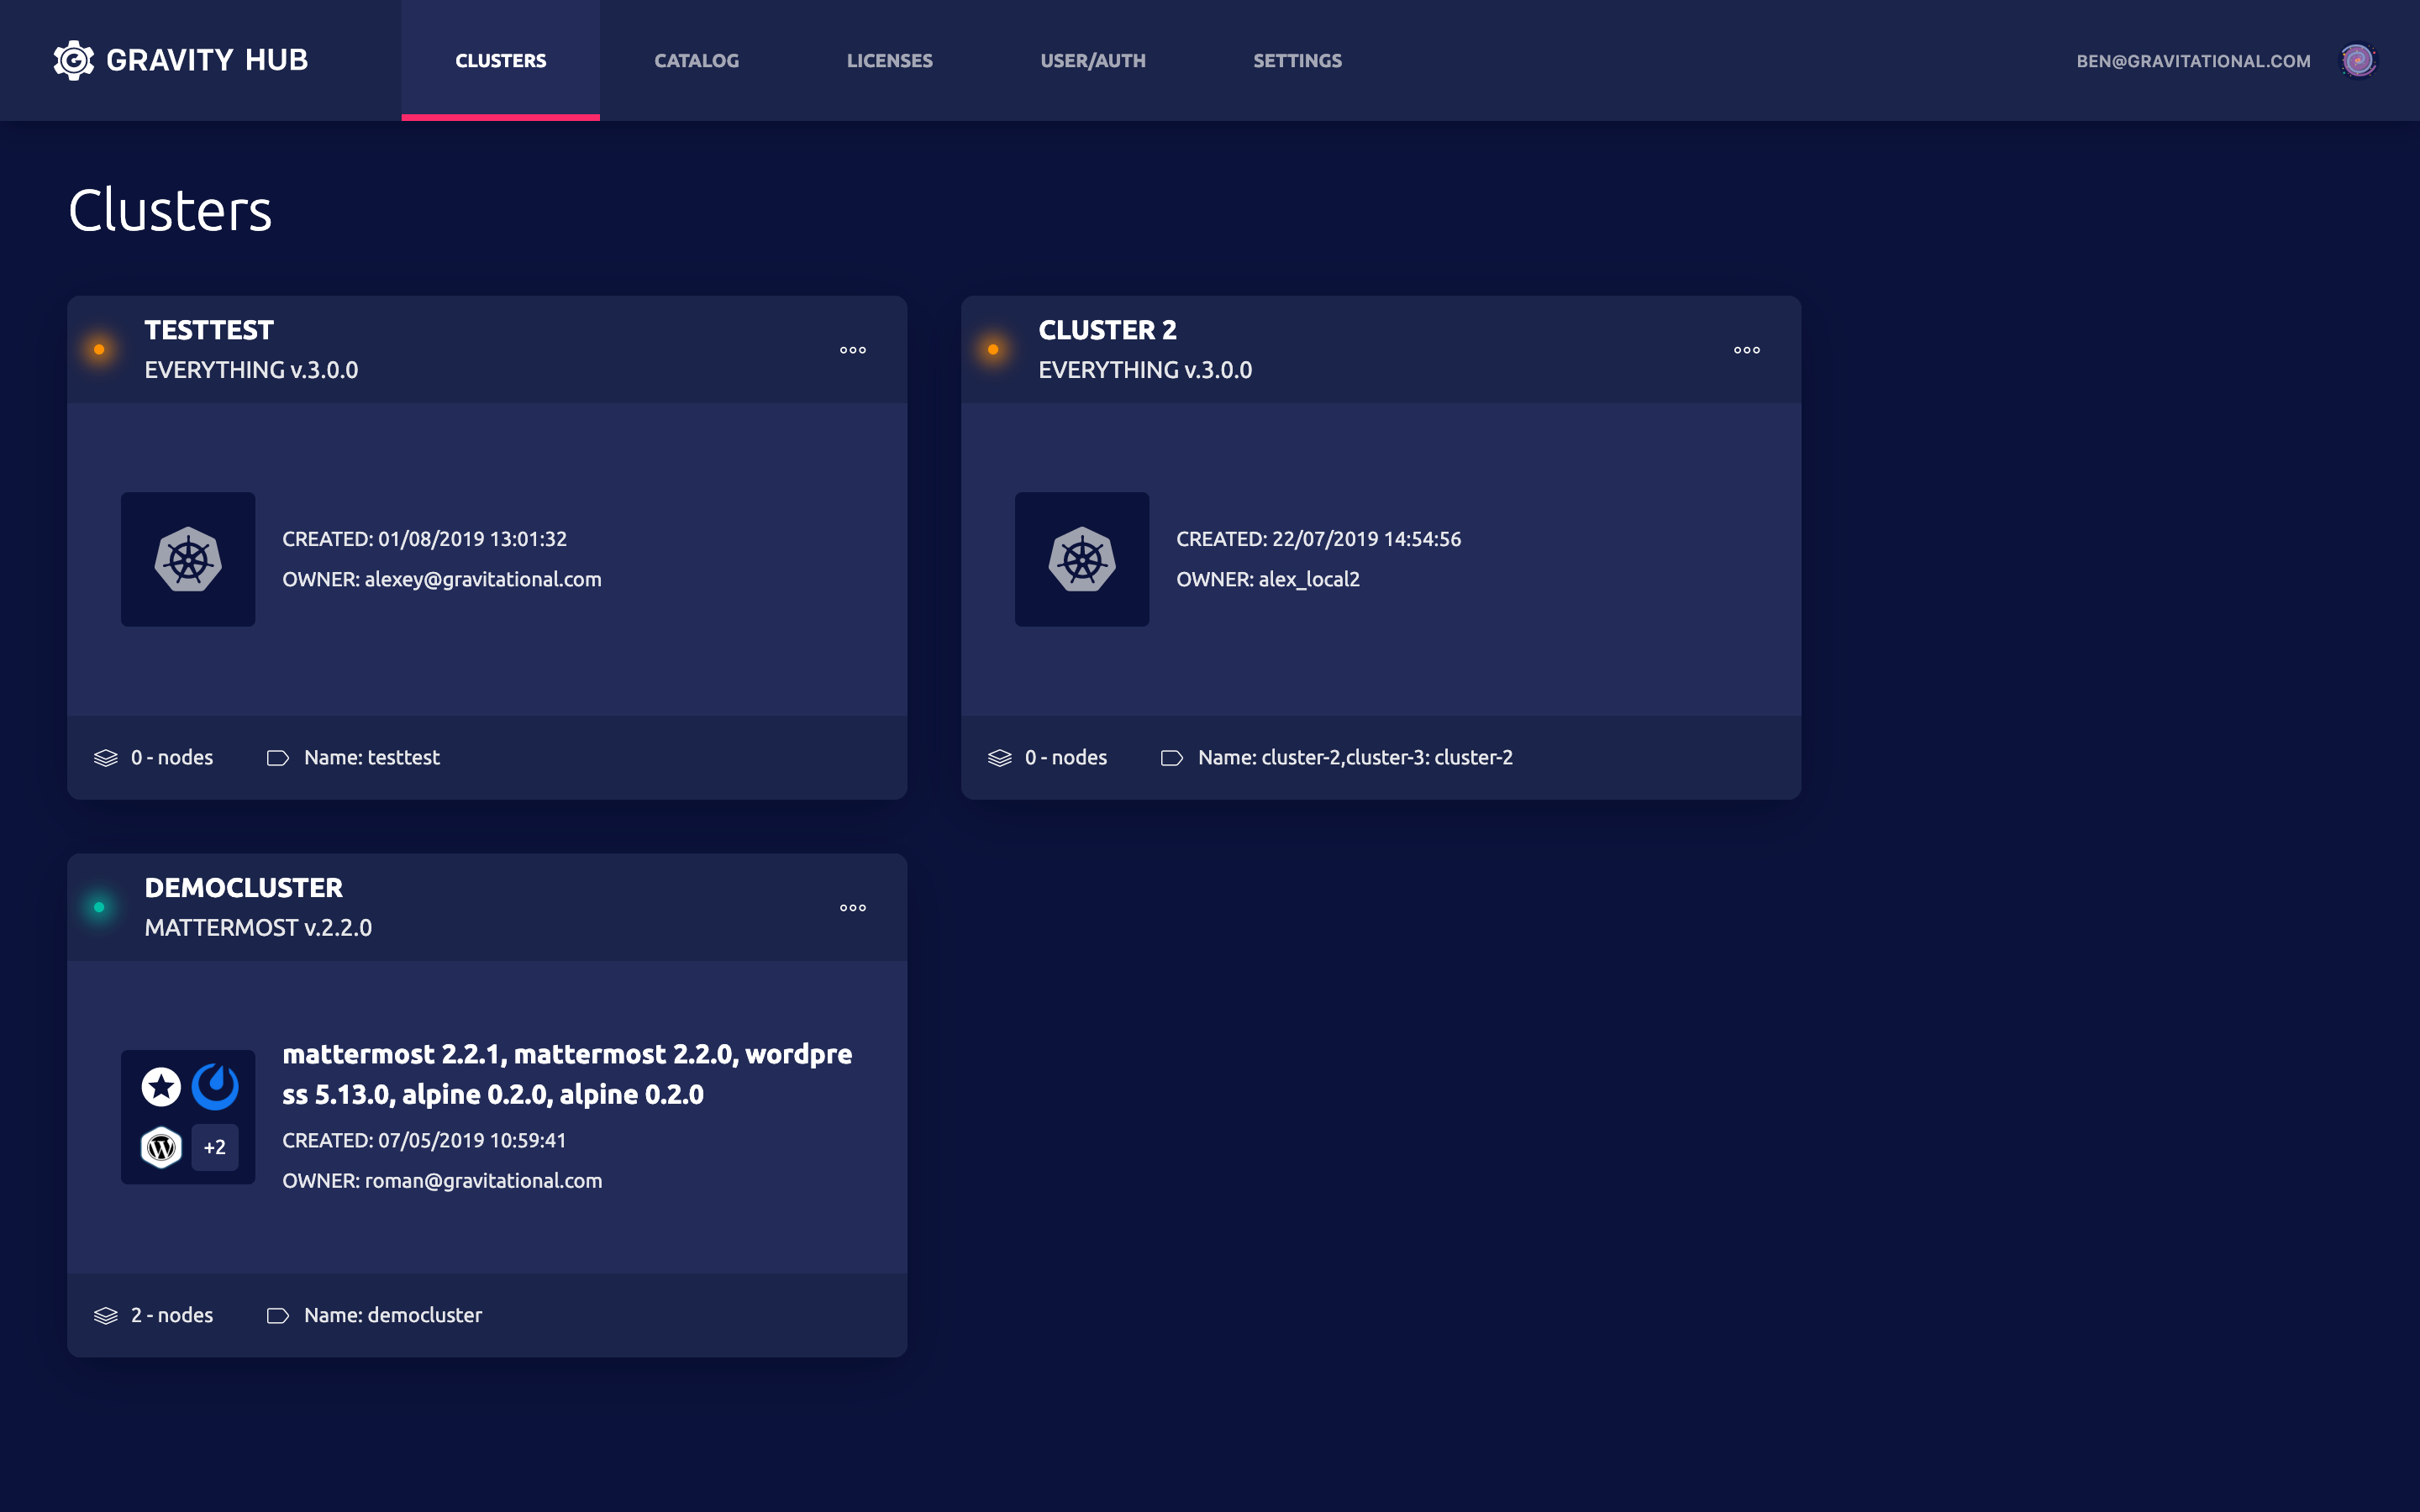 GRAVITY HUB
CLUSTERS
CATALOG
LICENSES
USER/AUTH
SETTINGS
BEN@GRAVITATIONAL.COM
Clusters
TESTTEST
EVERYTHING v.3.0.0
CREATED: 01/08/2019 13:01:32
OWNER: alexey@gravitational.com
0 - nodes
Name: testtest
CLUSTER 2
EVERYTHING v.3.0.0
CREATED: 22/07/2019 14:54:56
OWNER: alex_local2
0 - nodes
Name: cluster-2,cluster-3: cluster-2
DEMOCLUSTER
MATTERMOST v.2.2.0
+2
mattermost 2.2.1, mattermost 2.2.0, wordpre
ss 5.13.0, alpine 0.2.0, alpine 0.2.0
CREATED: 07/05/2019 10:59:41
OWNER: roman@gravitational.com
2 - nodes
Name: democluster